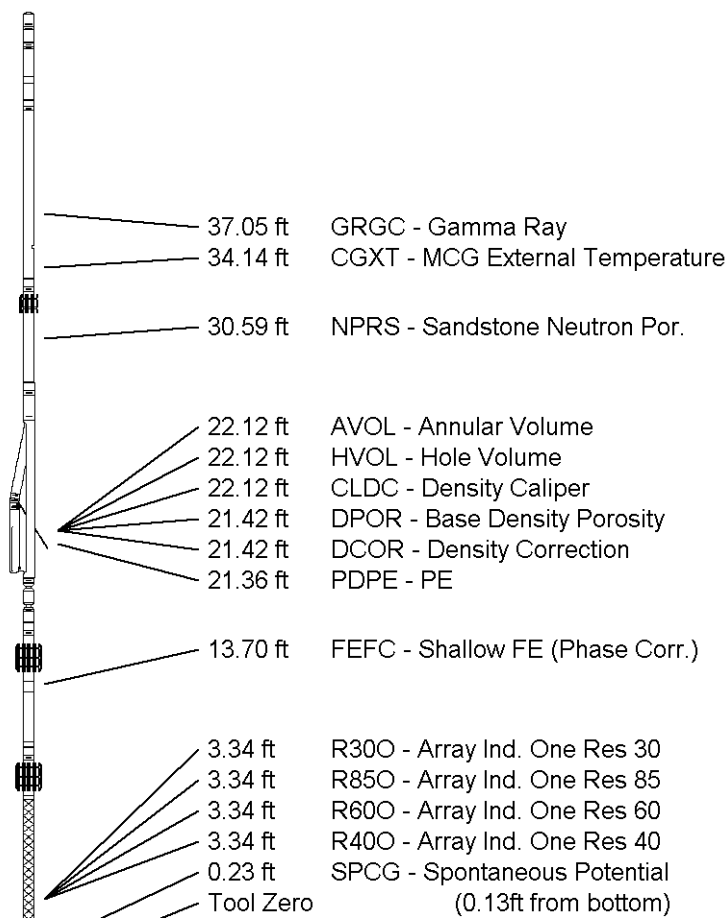 37.05 ft GRGC - Gamma Ray
34.14 ft CGXT - MCG External Temperature
30.59 ft NPRS - Sandstone Neutron Por.
22.12 ft AVOL - Annular Volume
22.12 ft HVOL - Hole Volume
22.12 ft CLDC - Density Caliper
21.42 ft DPOR - Base Density Porosity
21.42 ft DCOR - Density Correction
21.36 ft PDPE - PE
13.70 ft FEFC - Shallow FE (Phase Corr.)
3.34 ft R30O - Array Ind. One Res 30
3.34 ft R85O - Array Ind. One Res 85
3.34 ft R60O - Array Ind. One Res 60
3.34 ft R40O - Array Ind. One Res 40
0.23 ft SPCG - Spontaneous Potential
Tool Zero (0.13ft from bottom)